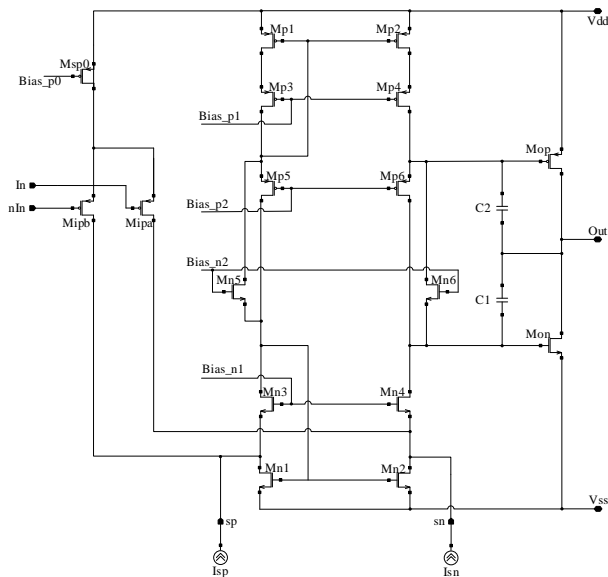 Vdd
Mp1
Mp2
Msp0
Bias_p0
Mp3
Mp4
Bias_p1
Mop
In
Mp5
Mp6
nIn
Mipb
Mipa
Bias_p2
C2
Out
Bias_n2
Mn5
Mn6
C1
Mon
Bias_n1
Mn3
Mn4
Mn1
Mn2
Vss
sp
sn
Isp
Isn